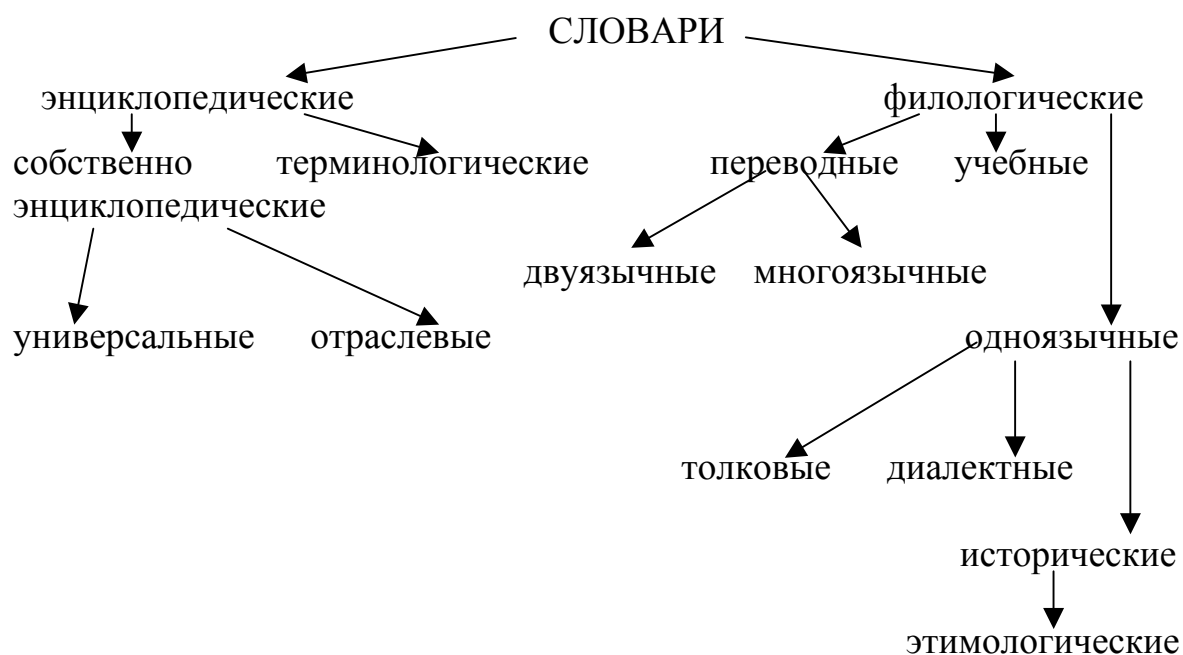 СЛОВАРИ
энциклопедические филологические
собственно терминологические переводные учебные
энциклопедические
двуязычные многоязычные
универсальные отраслевые одноязычные
толковые диалектные
исторические
этимологические